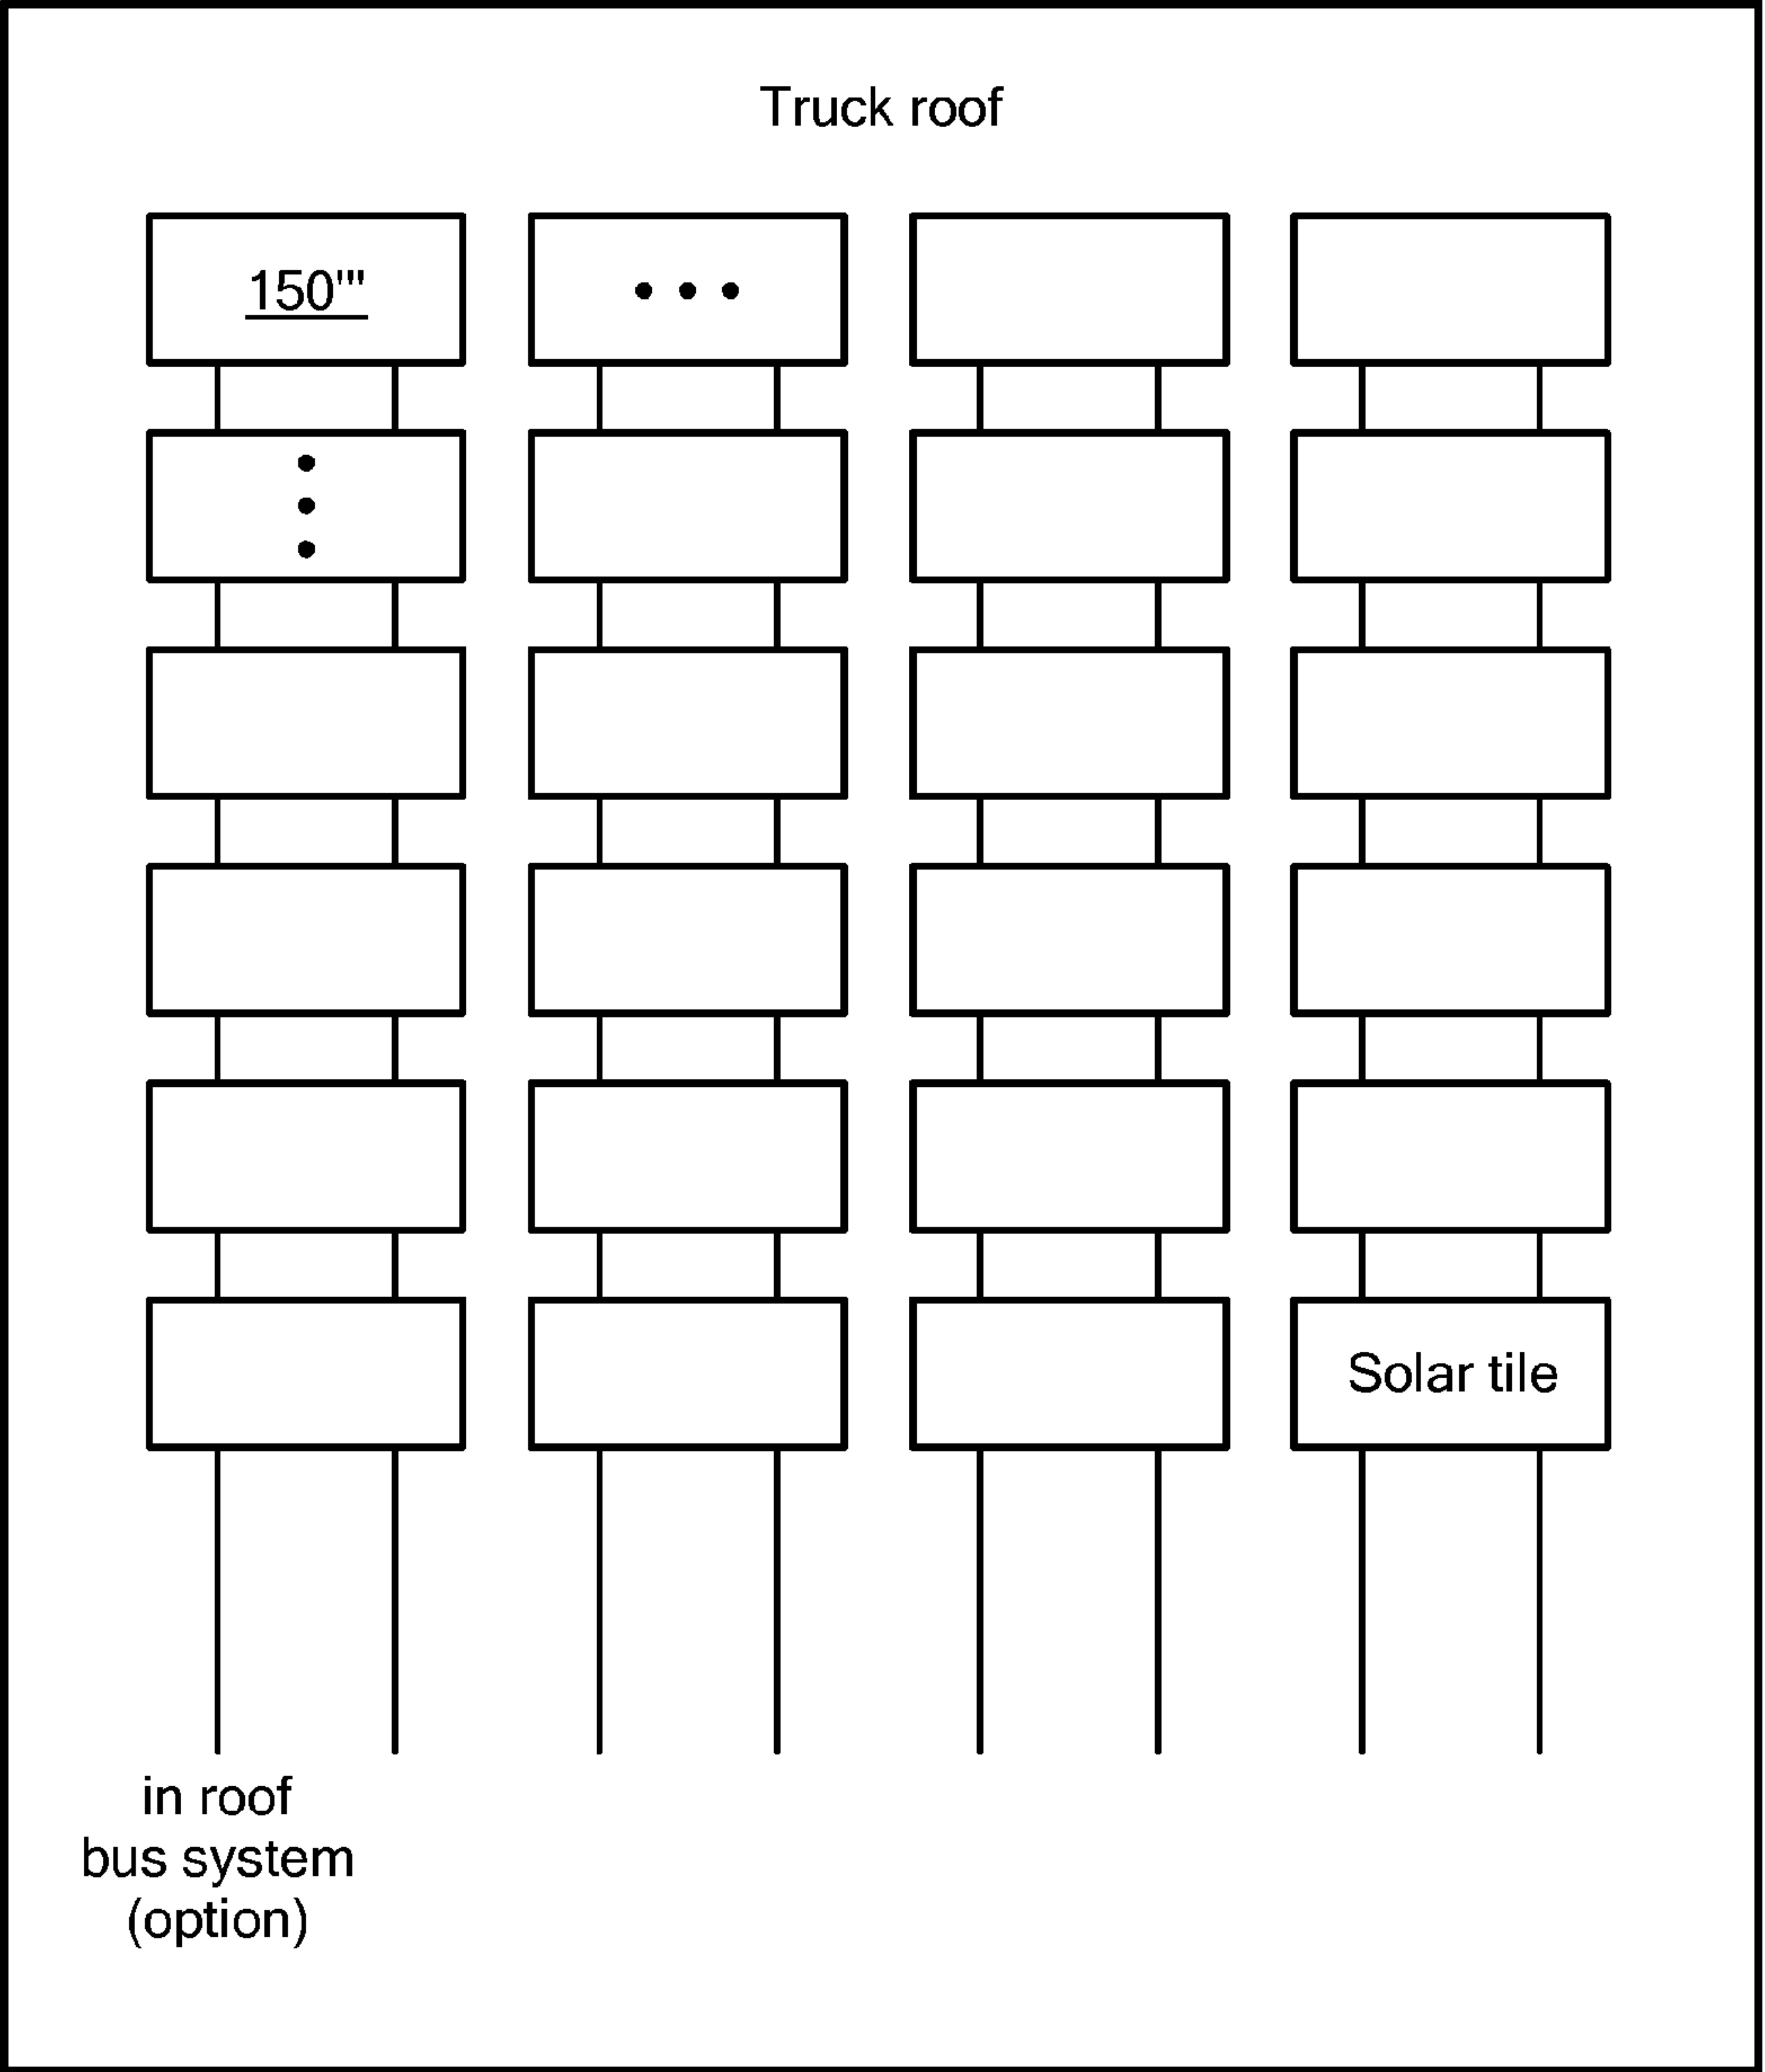 Truck roof
150'''
• • •
Solar tile
in roof
bus system
(option)